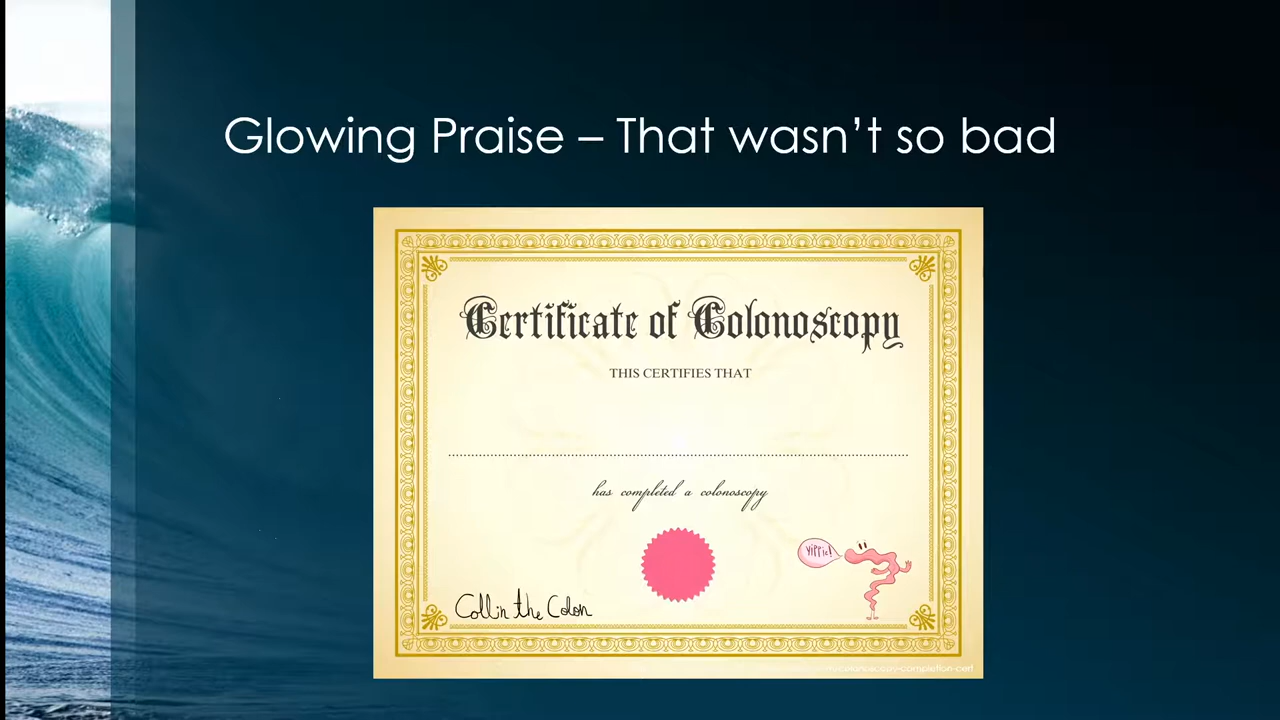 Glowing Praise – That wasn't so bad
Certificate of Colonoscopy
THIS CERTIFIES THAT
has completed a colonoscopy
Yippie!
Collin the Colon